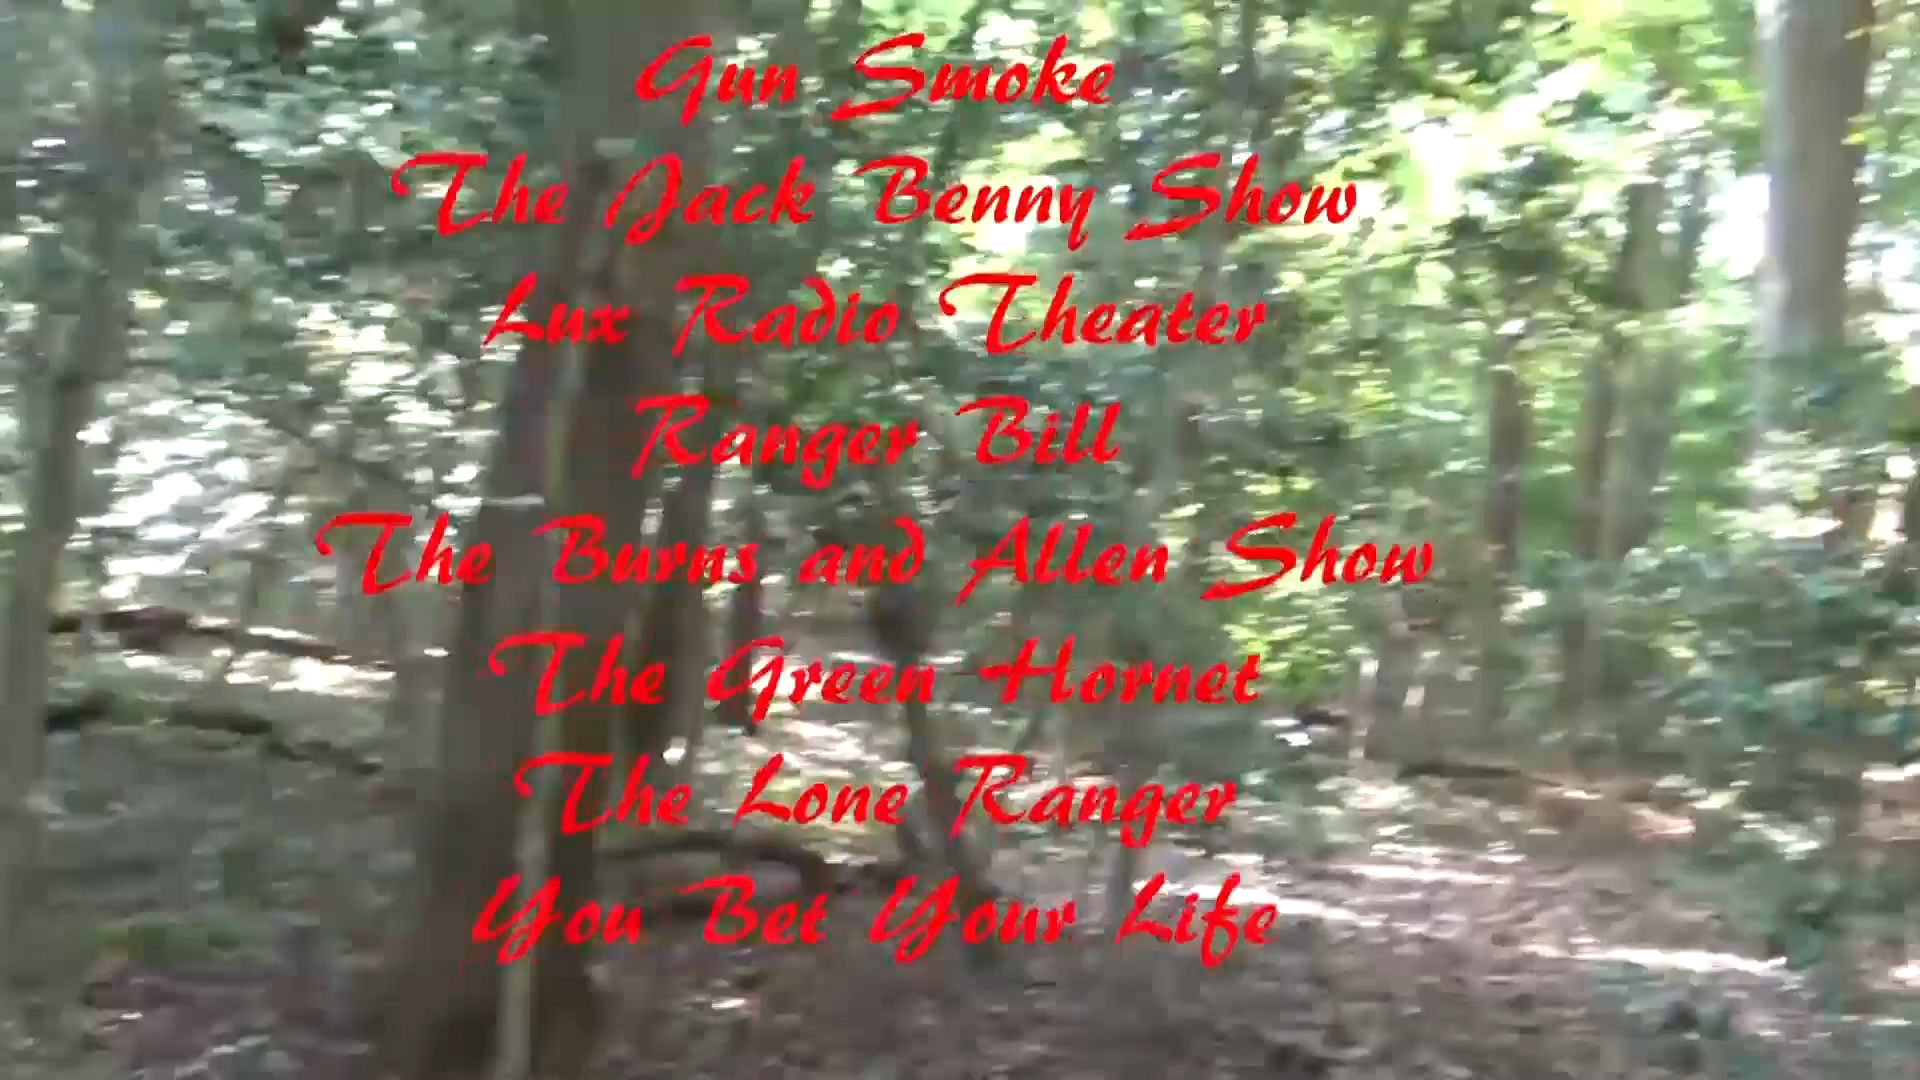 Gun Smoke
The Jack Benny Show
Lux Radio Theater
Ranger Bill
The Burns and Allen Show
The Green Hornet
The Lone Ranger
You Bet Your Life